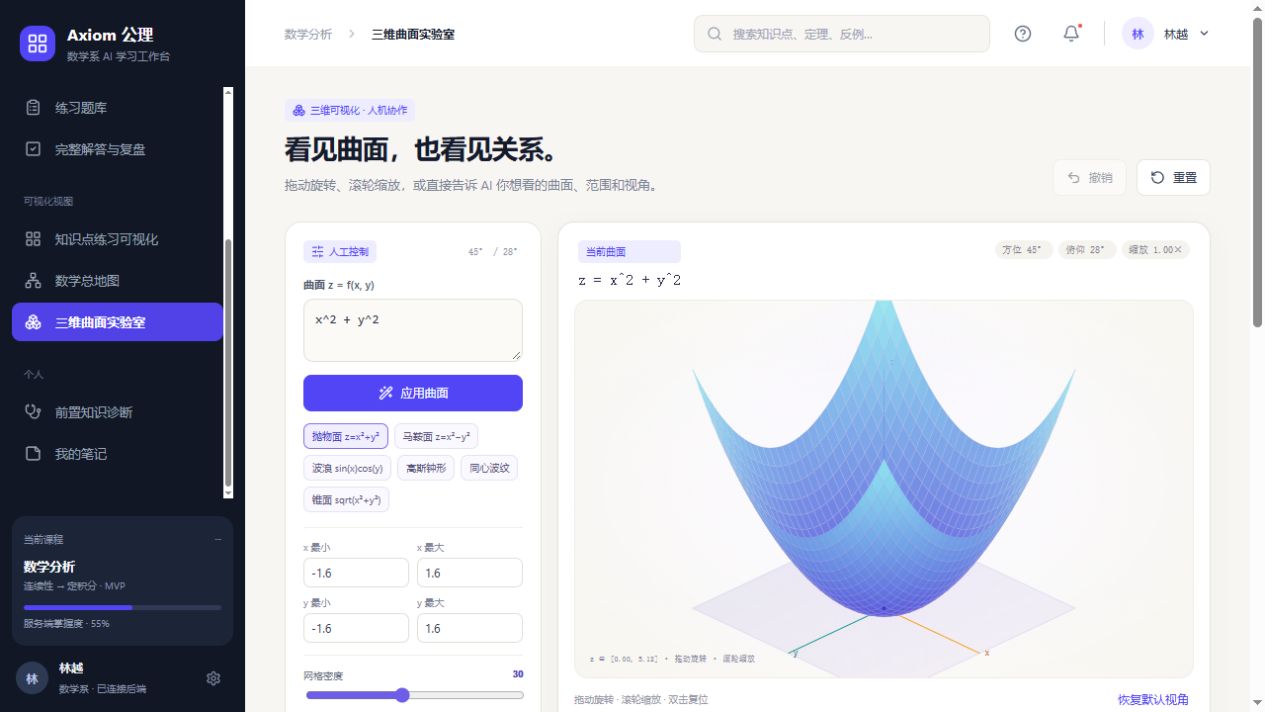 Axiom 公理
数学系 AI 学习工作台
练习题库
完整解答与复盘
可视化视图
知识点练习可视化
数学总地图
三维曲面实验室
个人
前置知识诊断
我的笔记
当前课程
数学分析
连续性 → 定积分 · MVP
服务端掌握度 · 55%
林
林越
数学系 · 已连接后端
数学分析 > 三维曲面实验室
搜索知识点、定理、反例...
林 林越
三维可视化 · 人机协作
看见曲面，也看见关系。
拖动旋转、滚轮缩放，或直接告诉 AI 你想看的曲面、范围和视角。
撤销
重置
人工控制
45° / 28°
曲面 z = f(x, y)
x^2 + y^2
应用曲面
抛物面 z=x²+y²
马鞍面 z=x²−y²
波浪 sin(x)cos(y)
高斯钟形
同心波纹
锥面 sqrt(x²+y²)
x 最小
x 最大
-1.6
1.6
y 最小
y 最大
-1.6
1.6
网格密度
30
当前曲面
方位 45°
俯仰 28°
缩放 1.00×
z = x^2 + y^2
y
x
z ∈ [0.00, 5.12] • 拖动旋转 • 滚轮缩放
拖动旋转 · 滚轮缩放 · 双击复位
恢复默认视角